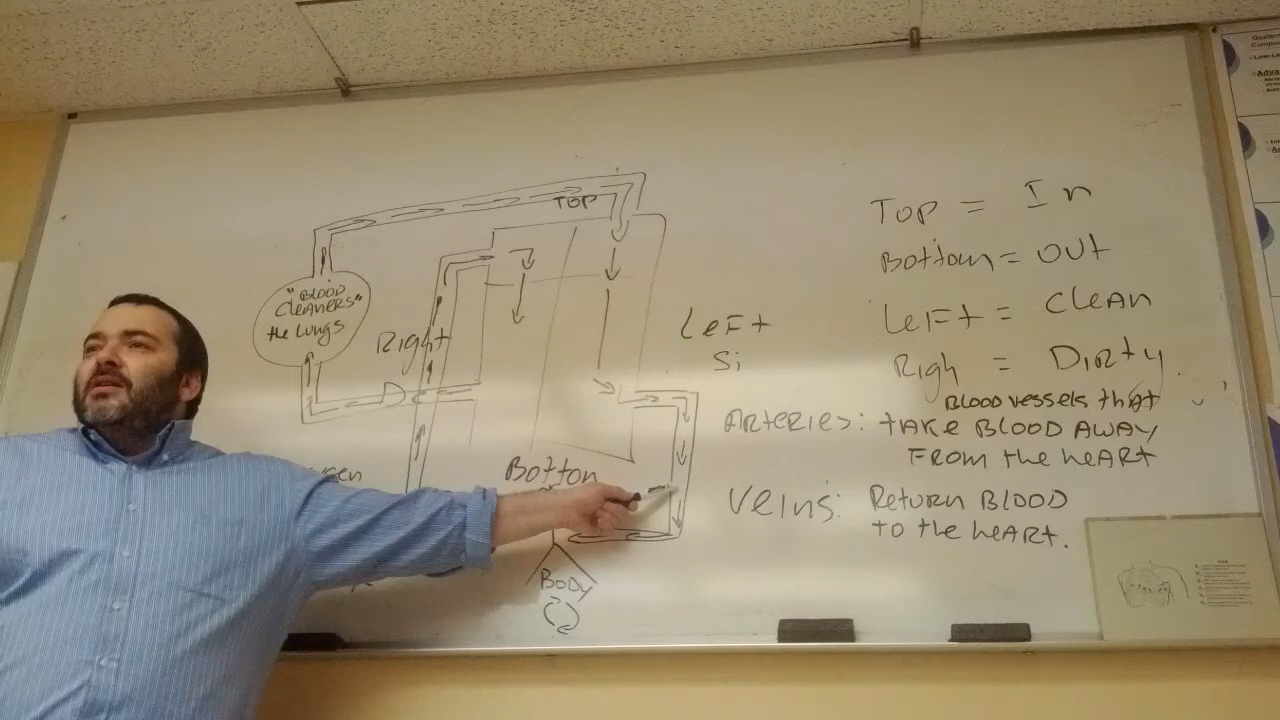 TOP
"BLOOD
CLEANERS"
the LUNGS
Right
LeFt
Si
Botton
BODY
TOP = In
Bottom = OUT
LeFt = CLeAN
Righ = DIRty.
BLOOD vessels that
ARteRies: tAKe BLOOD AWAY
FROM the heARt
Veins: RetuRN BLOOD
to the heARt.